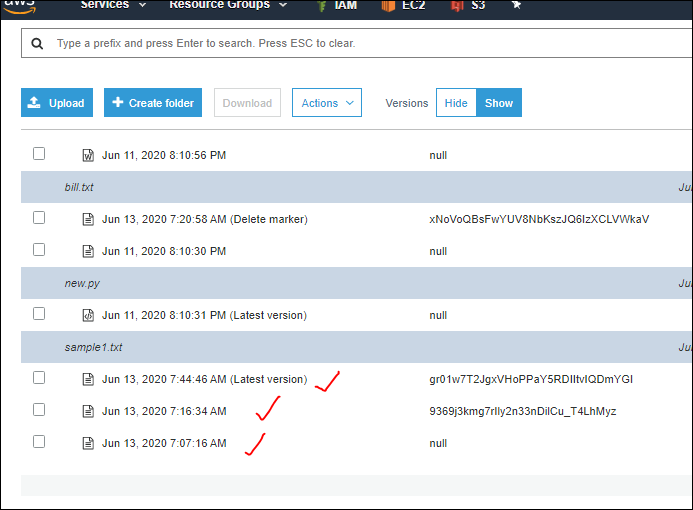 aws Services Resource Groups IAM EC2 S3
Type a prefix and press Enter to search. Press ESC to clear.
Upload Create folder Download Actions Versions Hide Show
Jun 11, 2020 8:10:56 PM null
bill.txt Ju
Jun 13, 2020 7:20:58 AM (Delete marker) xNoVoQBsFwYUV8NbKszJQ6IzXCLVWkaV
Jun 11, 2020 8:10:30 PM null
new.py Ju
Jun 11, 2020 8:10:31 PM (Latest version) null
sample1.txt Ju
Jun 13, 2020 7:44:46 AM (Latest version) gr01w7T2JgxVHoPPaY5RDIltvIQDmYGI
Jun 13, 2020 7:16:34 AM 9369j3kmg7rlly2n33nDilCu_T4LhMyz
Jun 13, 2020 7:07:16 AM null